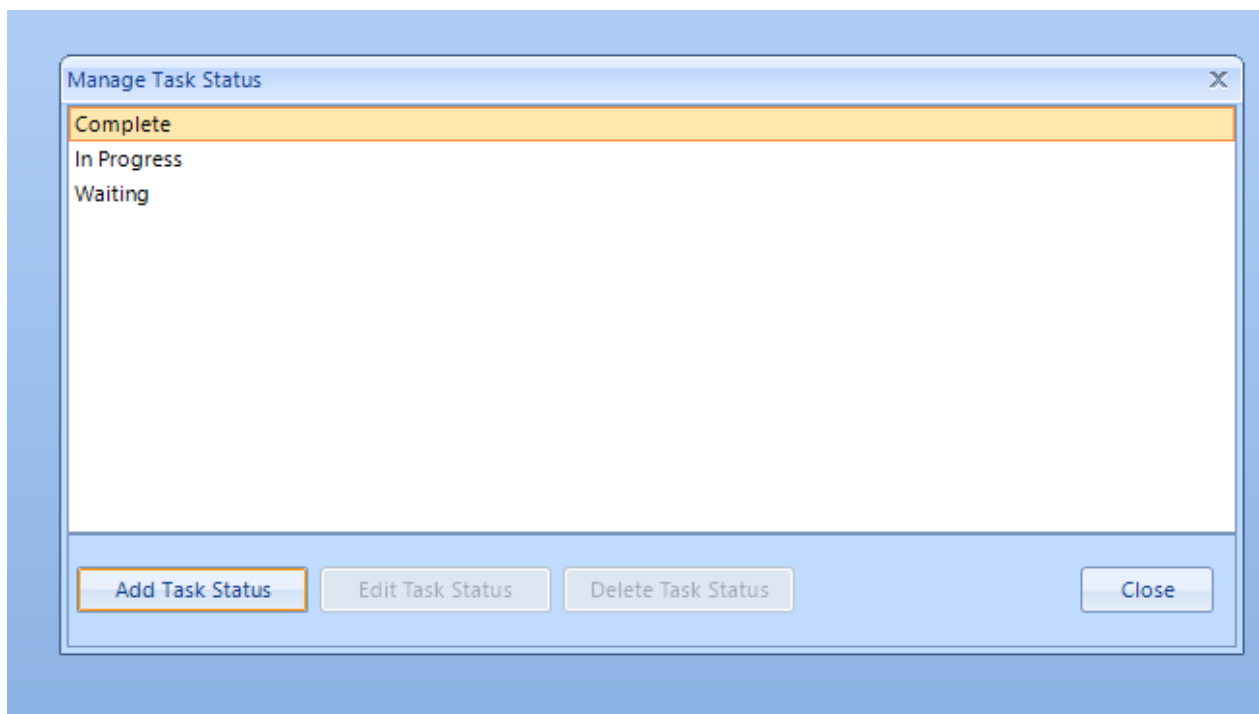 Manage Task Status X
Complete
In Progress
Waiting
Add Task Status Edit Task Status Delete Task Status Close